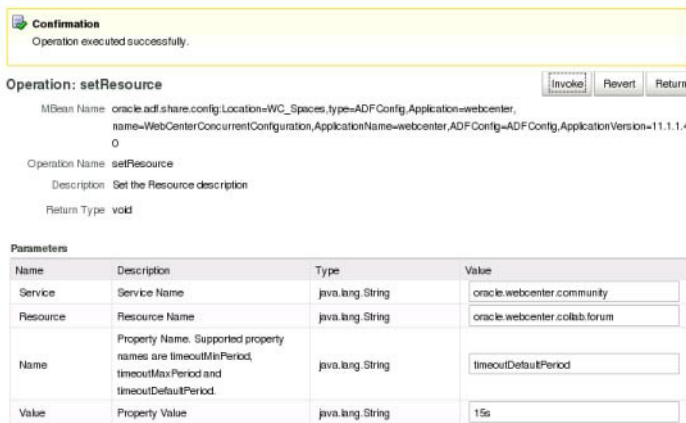 Confirmation
Operation executed successfully.
Operation: setResource
Invoke Revert Return
MBean Name oracle.adf.share.config:Location=WC_Spaces,type=ADFConfig,Application=webcenter,
name=WebCenterConcurrentConfiguration,ApplicationName=webcenter,ADFConfig=ADFConfig,ApplicationVersion=11.1.1.4
0
Operation Name setResource
Description Set the Resource description
Return Type void
Parameters
Name Description Type Value
Service Service Name java.lang.String oracle.webcenter.community
Resource Resource Name java.lang.String oracle.webcenter.collab.forum
Property Name. Supported property
names are timeoutMinPeriod,
Name java.lang.String timeoutDefaultPeriod
timeoutMaxPeriod and
timeoutDefaultPeriod.
Value Property Value java.lang.String 15s